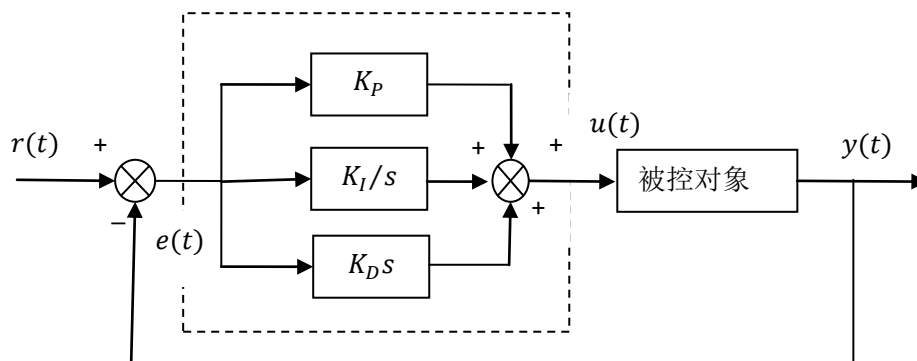 K_P
r(t)
+
+
+
u(t)
y(t)
K_I/s
被控对象
−
e(t)
+
K_D s